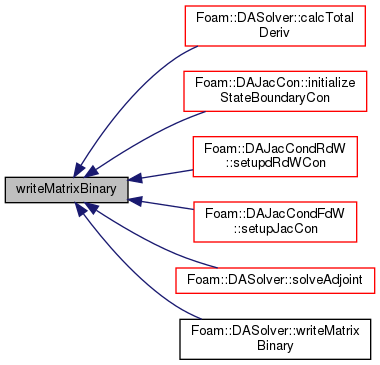 Foam::DASolver::calcTotal
Deriv
Foam::DAJacCon::initialize
StateBoundaryCon
Foam::DAJacCondRdW
::setupdRdWCon
writeMatrixBinary
Foam::DAJacCondFdW
::setupJacCon
Foam::DASolver::solveAdjoint
Foam::DASolver::writeMatrix
Binary